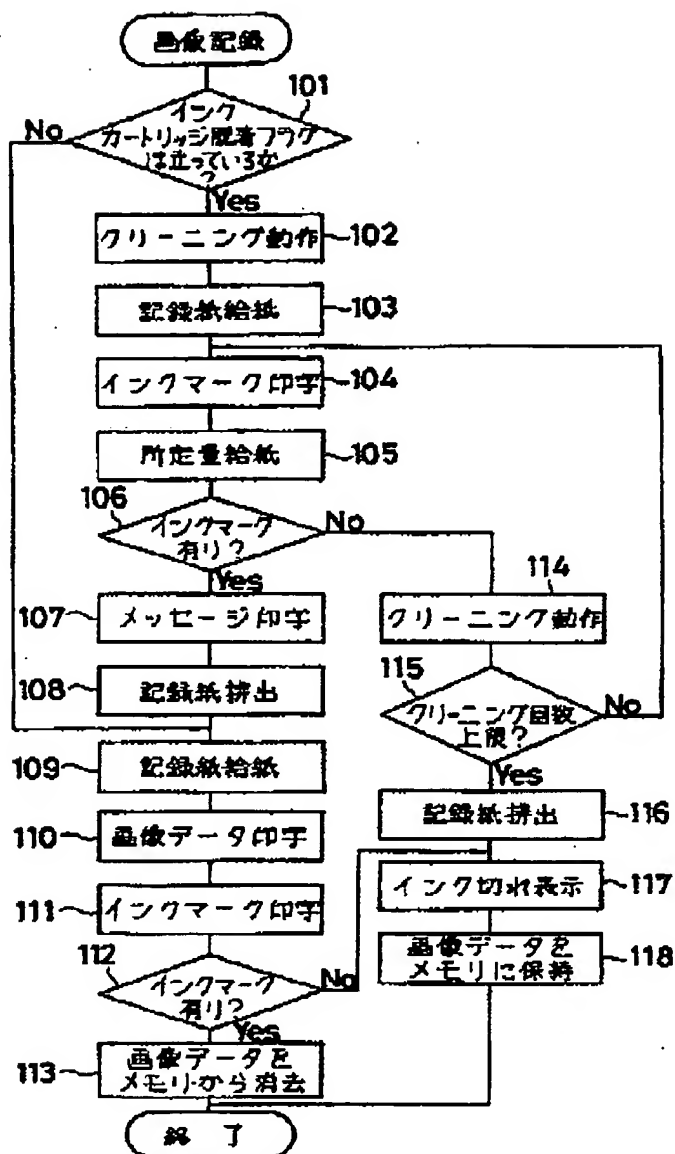 画像記録
101
インク
カートリッジ脱着フラグ
は立っているか
?
No
Yes
クリーニング動作
102
記録紙給紙
103
インクマーク印字
104
所定量給紙
105
106
インクマーク
有り?
No
Yes
107
メッセージ印字
114
クリーニング動作
108
記録紙排出
115
クリーニング回数
上限?
No
Yes
109
記録紙給紙
記録紙排出
116
110
画像データ印字
インク切れ表示
117
111
インクマーク印字
画像データを
メモリに保持
118
112
インクマーク
有り?
No
Yes
113
画像データを
メモリから消去
終了